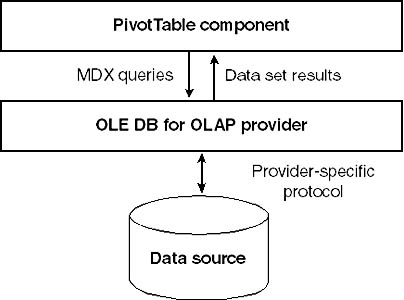 PivotTable component
MDX queries
Data set results
OLE DB for OLAP provider
Provider-specific
protocol
Data source